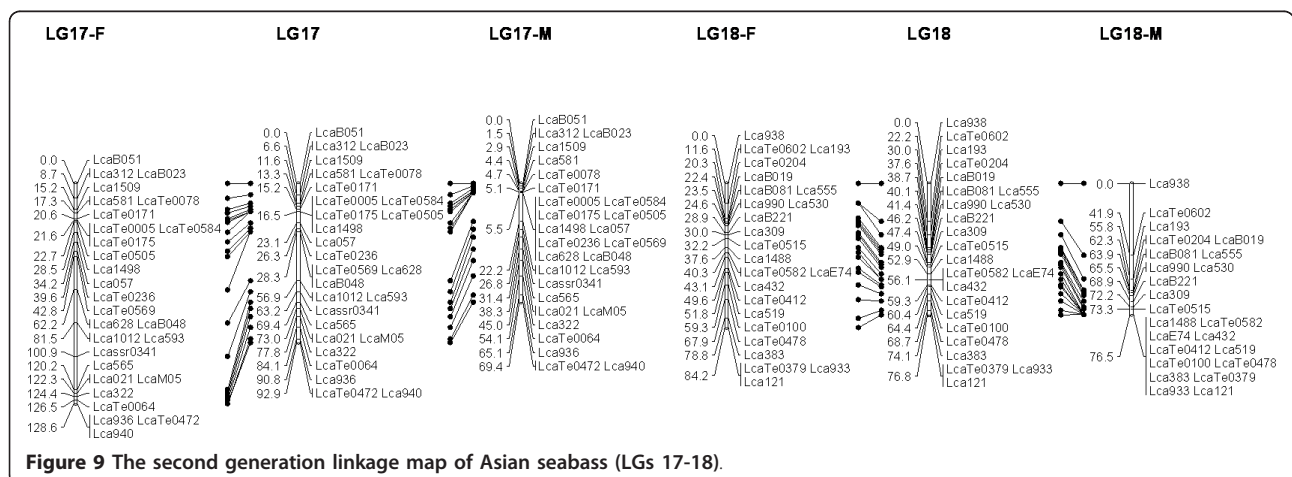 LG17-F
0.0 LcaB051
8.7 Lca312 LcaB023
15.2 Lca1509
17.3 Lca581 LcaTe0078
20.6 LcaTe0171
LcaTe0005 LcaTe0584
21.6 LcaTe0175
22.7 LcaTe0505
28.5 Lca1498
34.2 Lca057
39.6 LcaTe0236
42.8 LcaTe0569
62.2 Lca628 LcaB048
81.5 Lca1012 Lca593
100.9 Lcassr0341
120.2 Lca565
122.3 Lca021 LcaM05
124.4 Lca322
126.5 LcaTe0064
Lca936 LcaTe0472
128.6 Lca940
LG17
0.0 LcaB051
6.6 Lca312 LcaB023
11.6 Lca1509
13.3 Lca581 LcaTe0078
15.2 LcaTe0171
LcaTe0005 LcaTe0584
16.5 LcaTe0175 LcaTe0505
Lca1498
23.1 Lca057
26.3 LcaTe0236
LcaTe0569 Lca628
28.3 LcaB048
56.9 Lca1012 Lca593
63.2 Lcassr0341
69.4 Lca565
73.0 Lca021 LcaM05
77.8 Lca322
84.1 LcaTe0064
90.8 Lca936
92.9 LcaTe0472 Lca940
LG17-M
0.0 LcaB051
1.5 Lca312 LcaB023
2.9 Lca1509
4.4 Lca581
4.7 LcaTe0078
5.1 LcaTe0171
LcaTe0005 LcaTe0584
LcaTe0175 LcaTe0505
5.5 Lca1498 Lca057
LcaTe0236 LcaTe0569
Lca628 LcaB048
22.2 Lca1012 Lca593
26.8 Lcassr0341
31.4 Lca565
38.3 Lca021 LcaM05
45.0 Lca322
54.1 LcaTe0064
65.1 Lca936
69.4 LcaTe0472 Lca940
LG18-F
0.0 Lca938
11.6 LcaTe0602 Lca193
20.3 LcaTe0204
22.4 LcaB019
23.5 LcaB081 Lca555
24.6 Lca990 Lca530
28.9 LcaB221
30.0 Lca309
32.2 LcaTe0515
37.6 Lca1488
40.3 LcaTe0582 LcaE74
43.1 Lca432
49.6 LcaTe0412
51.8 Lca519
59.3 LcaTe0100
67.9 LcaTe0478
78.8 Lca383
LcaTe0379 Lca933
84.2 Lca121
LG18
0.0 Lca938
22.2 LcaTe0602
30.0 Lca193
37.6 LcaTe0204
38.7 LcaB019
40.1 LcaB081 Lca555
41.4 Lca990 Lca530
46.2 LcaB221
47.4 Lca309
49.0 LcaTe0515
52.9 Lca1488
LcaTe0582 LcaE74
56.1 Lca432
59.3 LcaTe0412
60.4 Lca519
64.4 LcaTe0100
68.7 LcaTe0478
74.1 Lca383
LcaTe0379 Lca933
76.8 Lca121
LG18-M
0.0 Lca938
41.9 LcaTe0602
55.8 Lca193
62.3 LcaTe0204 LcaB019
63.9 LcaB081 Lca555
65.5 Lca990 Lca530
68.9 LcaB221
72.2 Lca309
73.3 LcaTe0515
Lca1488 LcaTe0582
LcaE74 Lca432
76.5 LcaTe0412 Lca519
LcaTe0100 LcaTe0478
Lca383 LcaTe0379
Lca933 Lca121
Figure 9 The second generation linkage map of Asian seabass (LGs 17-18).